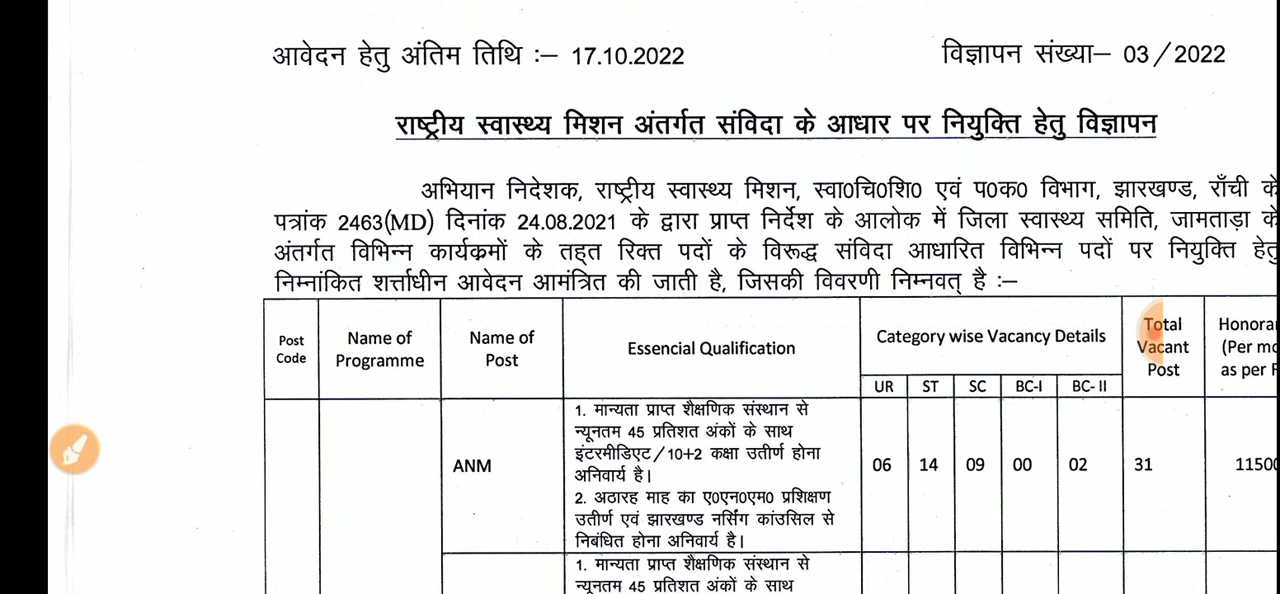 आवेदन हेतु अंतिम तिथि :– 17.10.2022
विज्ञापन संख्या– 03/2022
राष्ट्रीय स्वास्थ्य मिशन अंतर्गत संविदा के आधार पर नियुक्ति हेतु विज्ञापन
अभियान निदेशक, राष्ट्रीय स्वास्थ्य मिशन, स्वा0चि0शि0 एवं प0क0 विभाग, झारखण्ड, राँची के
पत्रांक 2463(MD) दिनांक 24.08.2021 के द्वारा प्राप्त निर्देश के आलोक में जिला स्वास्थ्य समिति, जामताड़ा के
अंतर्गत विभिन्न कार्यक्रमों के तह्त रिक्त पदों के विरूद्ध संविदा आधारित विभिन्न पदों पर नियुक्ति हेतु
निम्नांकित शर्त्ताधीन आवेदन आमंत्रित की जाती है, जिसकी विवरणी निम्नवत् है :–
Post Code
Name of Programme
Name of Post
Essencial Qualification
Category wise Vacancy Details
UR ST SC BC-I BC- II
Total Vacant Post
(Per
as per
ANM
1. मान्यता प्राप्त शैक्षणिक संस्थान से
न्यूनतम 45 प्रतिशत अंकों के साथ
इंटरमीडिएट/10+2 कक्षा उतीर्ण होना
अनिवार्य है।
2. अठारह माह का ए0एन0एम0 प्रशिक्षण
उतीर्ण एवं झारखण्ड नर्सिंग कांउसिल से
निबंधित होना अनिवार्य है।
06 14 09 00 02 31 11500
1. मान्यता प्राप्त शैक्षणिक संस्थान से
न्यूनतम 45 प्रतिशत अंकों के साथ